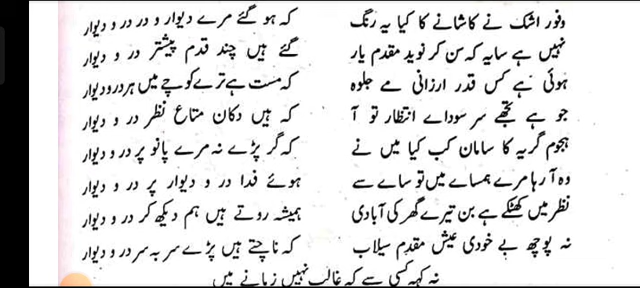 وفور اشک نے کاشانے کا کیا یہ رنگ کہ ہو گئے مرے دیوار و در در و دیوار
نہیں ہے سایہ کہ سن کر نوید مقدم یار گئے ہیں چند قدم پیشتر در و دیوار
ہوئی ہے کس قدر ارزانی مے جلوہ کہ مست ہے ترے کوچے میں ہر در و دیوار
جو ہے تجھے سر سوداے انتظار تو آ کہ ہیں دکان متاع نظر در و دیوار
ہجوم گریہ کا سامان کب کیا میں نے کہ گر پڑے نہ مرے پانو پر در و دیوار
وہ آ رہا مرے ہمساے میں تو ساے سے ہوئے فدا در و دیوار پر در و دیوار
نظر میں کھٹکے ہے بن تیرے گھر کی آبادی ہمیشہ روتے ہیں ہم دیکھ کر در و دیوار
نہ پوچھ بے خودی عیش مقدم سیلاب کہ ناچتے ہیں پڑے سر بہ سر در و دیوار
نہ کہہ کسی سے کہ غالب نہیں زمانے میں